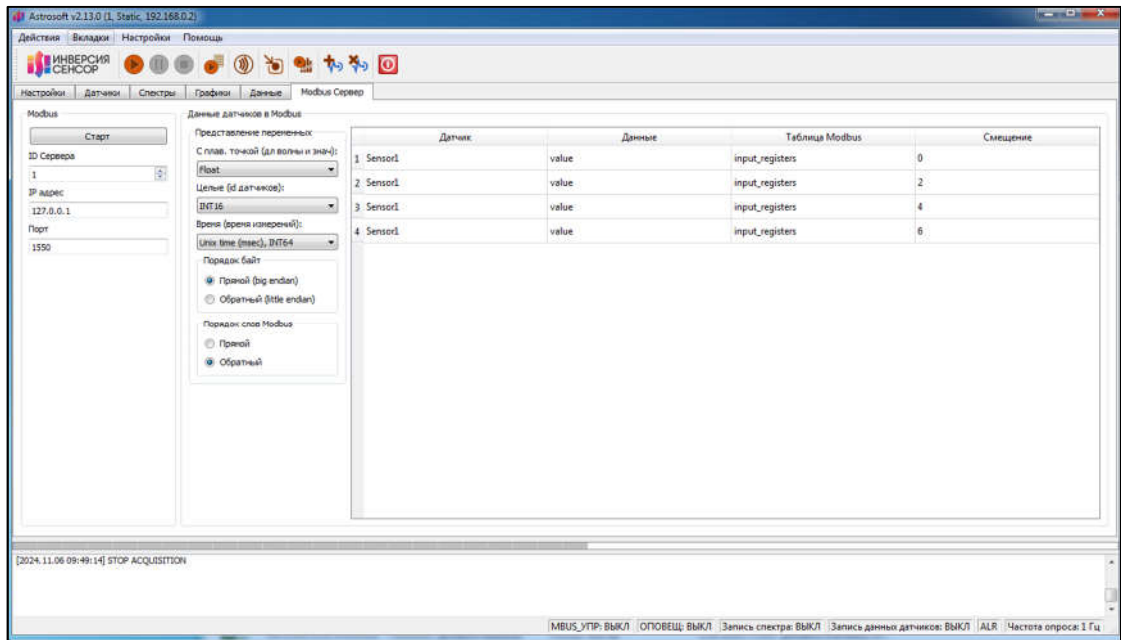 Astrosoft v2.13.0 (1, Static, 192.168.0.2)
Действия Вкладки Настройки Помощь
ИНВЕРСИЯ
СЕНСОР
Настройки Датчики Спектры Графики Данные Modbus Сервер
Modbus
Старт
ID Сервера
1
IP адрес
127.0.0.1
Порт
1550
Данные датчиков в Modbus
Представление переменных
С плав. точкой (дл волны и знач):
Float
Целые (id датчиков):
INT16
Время (время измерений):
Unix time (msec), INT64
Порядок байт
Прямой (big endian)
Обратный (little endian)
Порядок слов Modbus
Прямой
Обратный
Датчик Данные Таблица Modbus Смещение
1 Sensor1 value input_registers 0
2 Sensor1 value input_registers 2
3 Sensor1 value input_registers 4
4 Sensor1 value input_registers 6
[2024.11.06 09:49:14] STOP ACQUISITION
MBUS_УПР: ВЫКЛ ОПОВЕЩ: ВЫКЛ Запись спектра: ВЫКЛ Запись данных датчиков: ВЫКЛ ALR Частота опроса: 1 Гц